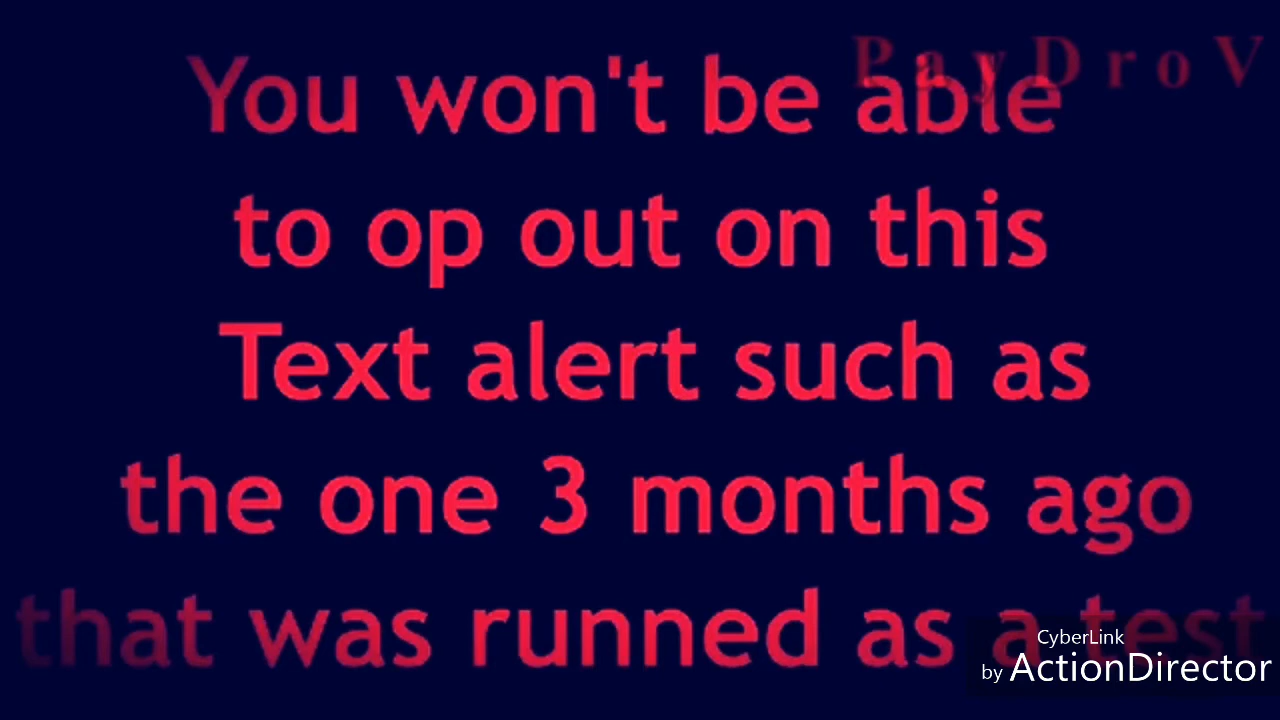 P a y D r o V
You won't be able
to op out on this
Text alert such as
the one 3 months ago
that was runned as a test
CyberLink
by ActionDirector